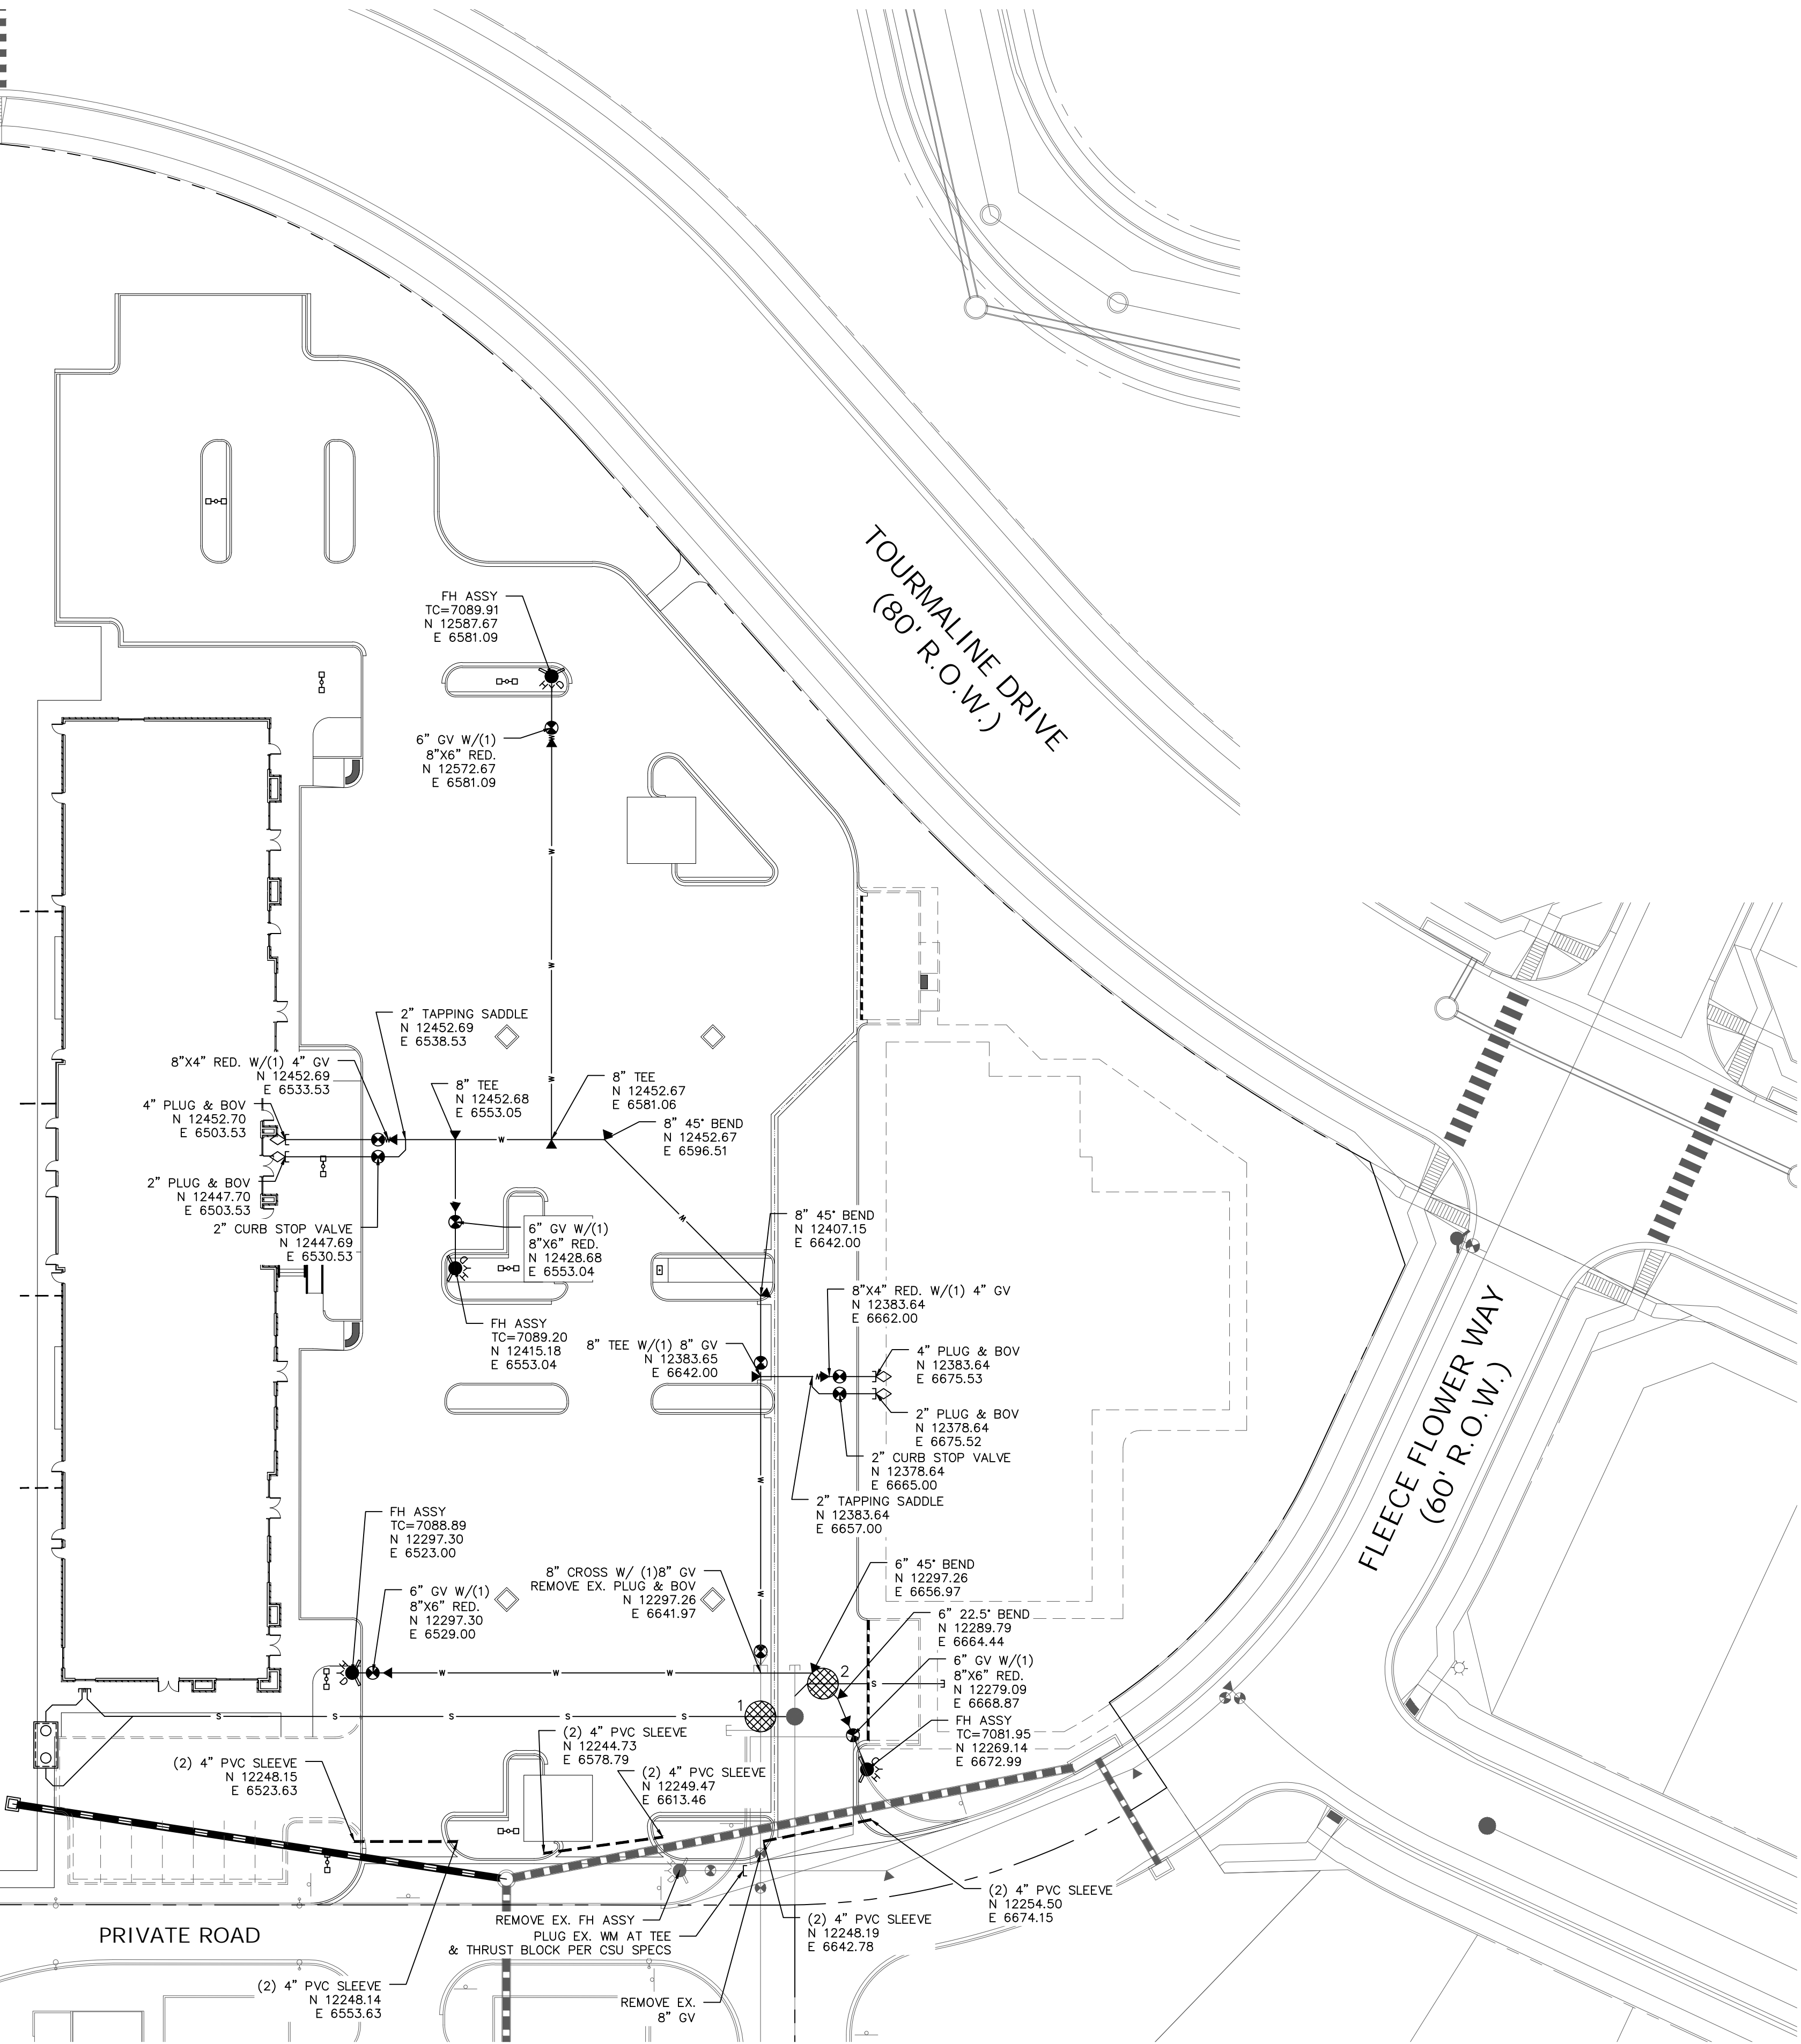 TOURMALINE DRIVE
(80' R.O.W.)
FH ASSY
TC=7089.91
N 12587.67
E 6581.09
HYD
6" GV W/(1)
8"X6" RED.
N 12572.67
E 6581.09
W
W
W
2" TAPPING SADDLE
N 12452.69
E 6538.53
8"X4" RED. W/(1) 4" GV
N 12452.69
E 6533.53
8" TEE
N 12452.68
E 6553.05
8" TEE
N 12452.67
E 6581.06
4" PLUG & BOV
N 12452.70
E 6503.53
8" 45° BEND
N 12452.67
E 6596.51
W
W
2" PLUG & BOV
N 12447.70
E 6503.53
2" CURB STOP VALVE
N 12447.69
E 6530.53
6" GV W/(1)
8"X6" RED.
N 12428.68
E 6553.04
8" 45° BEND
N 12407.15
E 6642.00
HYD
FH ASSY
TC=7089.20
N 12415.18
E 6553.04
8"X4" RED. W/(1) 4" GV
N 12383.64
E 6662.00
8" TEE W/(1) 8" GV
N 12383.65
E 6642.00
4" PLUG & BOV
N 12383.64
E 6675.53
2" PLUG & BOV
N 12378.64
E 6675.52
2" CURB STOP VALVE
N 12378.64
E 6665.00
2" TAPPING SADDLE
N 12383.64
E 6657.00
FLEECE FLOWER WAY
(60' R.O.W.)
W
W
FH ASSY
TC=7088.89
N 12297.30
E 6523.00
6" GV W/(1)
8"X6" RED.
N 12297.30
E 6529.00
8" CROSS W/ (1)8" GV
REMOVE EX. PLUG & BOV
N 12297.26
E 6641.97
6" 45° BEND
N 12297.26
E 6656.97
6" 22.5° BEND
N 12289.79
E 6664.44
6" GV W/(1)
8"X6" RED.
N 12279.09
E 6668.87
HYD
W
W
W
2
S
1
S
S
S
S
S
FH ASSY
TC=7081.95
N 12269.14
E 6672.99
HYD
(2) 4" PVC SLEEVE
N 12244.73
E 6578.79
(2) 4" PVC SLEEVE
N 12248.15
E 6523.63
(2) 4" PVC SLEEVE
N 12249.47
E 6613.46
(2) 4" PVC SLEEVE
N 12254.50
E 6674.15
(2) 4" PVC SLEEVE
N 12248.19
E 6642.78
REMOVE EX. FH ASSY
PLUG EX. WM AT TEE
& THRUST BLOCK PER CSU SPECS
PRIVATE ROAD
(2) 4" PVC SLEEVE
N 12248.14
E 6553.63
REMOVE EX.
8" GV